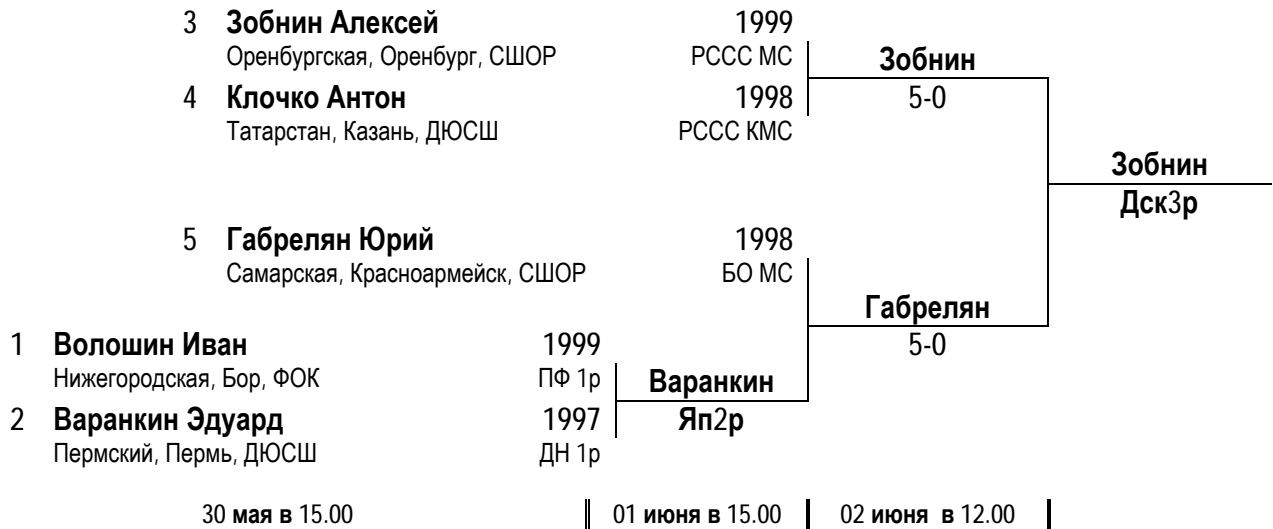 3 Зобнин Алексей 1999
Оренбургская, Оренбург, СШОР РССС МС
Зобнин
4 Клочко Антон 1998
5-0
Татарстан, Казань, ДЮСШ РССС КМС
Зобнин
Дск3р
5 Габрелян Юрий 1998
Самарская, Красноармейск, СШОР БО МС
Габрелян
1 Волошин Иван 1999
5-0
Нижегородская, Бор, ФОК ПФ 1р
Варанкин
2 Варанкин Эдуард 1997
Яп2р
Пермский, Пермь, ДЮСШ ДН 1р
30 мая в 15.00 01 июня в 15.00 02 июня в 12.00